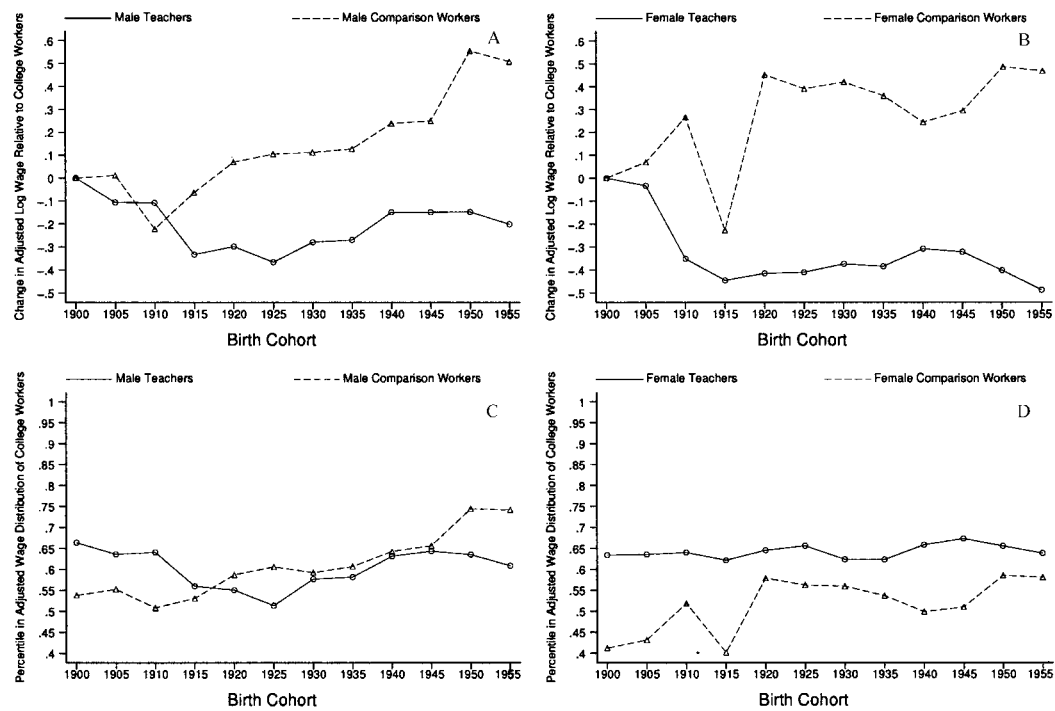 Male Teachers Male Comparison Workers
A
Change in Adjusted Log Wage Relative to College Workers
.6
.5
.4
.3
.2
.1
0
-.1
-.2
-.3
-.4
-.5
1900 1905 1910 1915 1920 1925 1930 1935 1940 1945 1950 1955
Birth Cohort
Female Teachers Female Comparison Workers
B
Change in Adjusted Log Wage Relative to College Workers
.6
.5
.4
.3
.2
.1
0
-.1
-.2
-.3
-.4
-.5
1900 1905 1910 1915 1920 1925 1930 1935 1940 1945 1950 1955
Birth Cohort
Male Teachers Male Comparison Workers
C
Percentile in Adjusted Wage Distribution of College Workers
1
.95
.9
.85
.8
.75
.7
.65
.6
.55
.5
.45
.4
1900 1905 1910 1915 1920 1925 1930 1935 1940 1945 1950 1955
Birth Cohort
Female Teachers Female Comparison Workers
D
Percentile in Adjusted Wage Distribution of College Workers
1
.95
.9
.85
.8
.75
.7
.65
.6
.55
.5
.45
.4
1900 1905 1910 1915 1920 1925 1930 1935 1940 1945 1950 1955
Birth Cohort